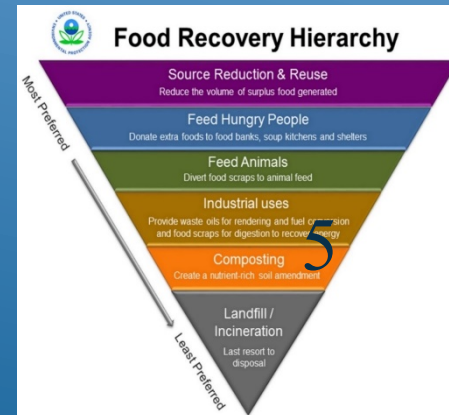 UNITED STATES
Food Recovery Hierarchy
Source Reduction & Reuse
Reduce the volume of surplus food generated
Most Preferred
Feed Hungry People
Donate extra foods to food banks, soup kitchens and shelters
Feed Animals
Divert food scraps to animal feed
Industrial uses
Provide waste oils for rendering and fuel conversion
and food scraps for digestion to recover energy
5
Composting
Create a nutrient-rich soil amendment
Landfill /
Incineration
Last resort to
disposal
Least Preferred